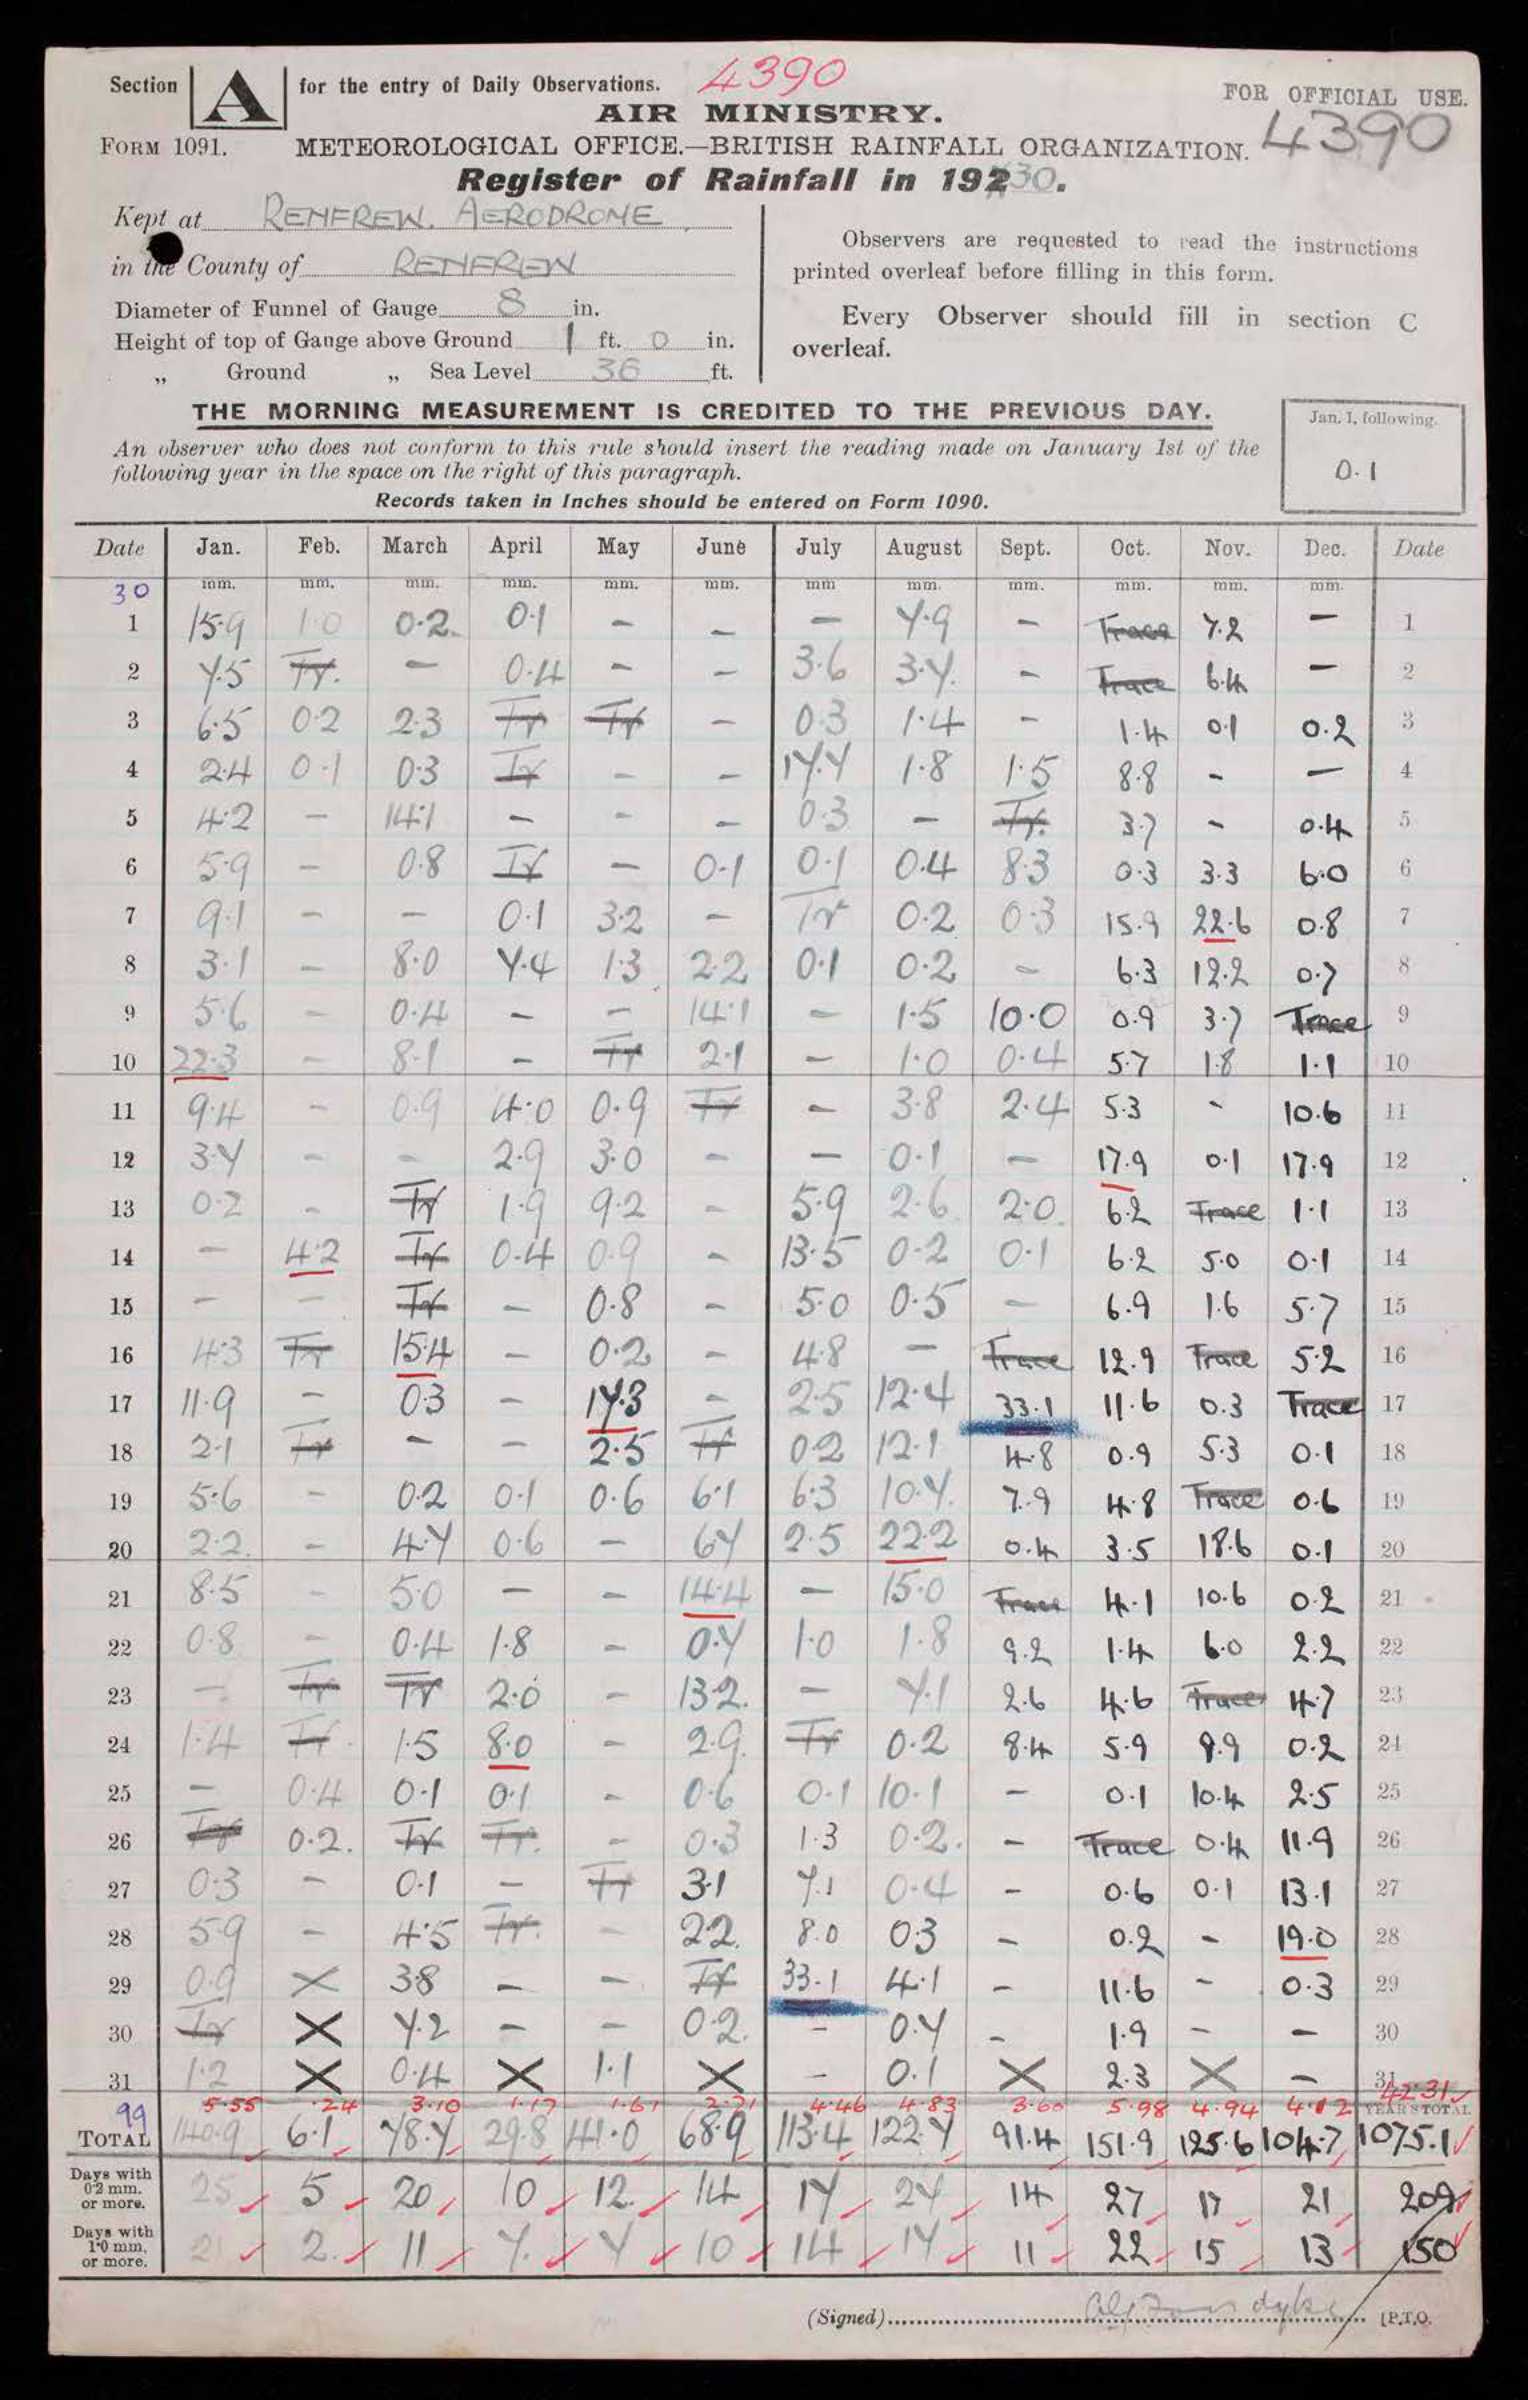 Section A for the entry of Daily Observations. 4390
AIR MINISTRY.
FOR OFFICIAL USE.
FORM 1091. METEOROLOGICAL OFFICE.—BRITISH RAINFALL ORGANIZATION. 4390
Register of Rainfall in 19230.
Kept at RENFREW. AERODROME
in the County of RENFREW
Diameter of Funnel of Gauge 8 in.
Height of top of Gauge above Ground 1 ft. 0 in.
„ Ground „ Sea Level 36 ft.
Observers are requested to read the instructions
printed overleaf before filling in this form.
Every Observer should fill in section C
overleaf.
THE MORNING MEASUREMENT IS CREDITED TO THE PREVIOUS DAY.
An observer who does not conform to this rule should insert the reading made on January 1st of the
following year in the space on the right of this paragraph.
Records taken in Inches should be entered on Form 1090.
Jan. 1, following.
0.1
Date Jan. Feb. March April May June July August Sept. Oct. Nov. Dec. Date
30 mm. mm. mm. mm. mm. mm. mm mm. mm. mm. mm. mm.
1 15.9 1.0 0.2 0.1 – – – 7.9 – Trace 7.2 – 1
2 7.5 Tr. – 0.4 – – 3.6 3.7 – Trace 6.4 – 2
3 6.5 0.2 2.3 Tr Tr – 0.3 1.4 – 1.4 0.1 0.2 3
4 2.4 0.1 0.3 Tr – – 17.7 1.8 1.5 8.8 – – 4
5 4.2 – 14.1 – – – 0.3 – Tr. 3.7 – 0.4 5
6 5.9 – 0.8 Tr – 0.1 0.1 0.4 8.3 0.3 3.3 6.0 6
7 9.1 – – 0.1 3.2 – Tr 0.2 0.3 15.9 22.6 0.8 7
8 3.1 – 8.0 7.4 1.3 2.2 0.1 0.2 – 6.3 12.2 0.7 8
9 5.6 – 0.4 – – 14.1 – 1.5 10.0 0.9 3.7 Trace 9
10 22.3 – 8.1 – Tr 2.1 – 1.0 0.4 5.7 1.8 1.1 10
11 9.4 – 0.9 4.0 0.9 Tr – 3.8 2.4 5.3 – 10.6 11
12 3.7 – – 2.9 3.0 – – 0.1 – 17.9 0.1 17.9 12
13 0.2 – Tr 1.9 9.2 – 5.9 2.6 2.0 6.2 Trace 1.1 13
14 – 4.2 Tr 0.4 0.9 – 13.5 0.2 0.1 6.2 5.0 0.1 14
15 – – Tr – 0.8 – 5.0 0.5 – 6.9 1.6 5.7 15
16 4.3 Tr 15.4 – 0.2 – 4.8 – Trace 12.9 Trace 5.2 16
17 11.9 – 0.3 – 17.3 – 2.5 12.4 33.1 11.6 0.3 Trace 17
18 2.1 Tr – – 2.5 Tr 0.2 12.1 4.8 0.9 5.3 0.1 18
19 5.6 – 0.2 0.1 0.6 6.1 6.3 10.7 7.9 4.8 Trace 0.6 19
20 2.2 – 4.7 0.6 – 6.7 2.5 22.2 0.4 3.5 18.6 0.1 20
21 8.5 – 5.0 – – 14.4 – 15.0 Trace 4.1 10.6 0.2 21
22 0.8 – 0.4 1.8 – 0.7 1.0 1.8 9.2 1.4 6.0 2.2 22
23 – Tr Tr 2.0 – 13.2 – 7.1 2.6 4.6 Trace 4.7 23
24 1.4 Tr. 1.5 8.0 – 2.9 Tr 0.2 8.4 5.9 9.9 0.2 24
25 – 0.4 0.1 0.1 – 0.6 0.1 10.1 – 0.1 10.4 2.5 25
26 Tr 0.2 Tr Tr. – 0.3 1.3 0.2 – Trace 0.4 11.9 26
27 0.3 – 0.1 – Tr 3.1 7.1 0.4 – 0.6 0.1 13.1 27
28 5.9 – 4.5 Tr. – 2.2 8.0 0.3 – 0.2 – 19.0 28
29 0.9 X 3.8 – – Tr 33.1 4.1 – 11.6 – 0.3 29
30 Tr X 7.2 – – 0.2 – 0.7 – 1.9 – – 30
31 1.2 X 0.4 X 1.1 X – 0.1 X 2.3 X – 31
5.55 .24 3.10 1.17 1.61 2.71 4.46 4.83 3.60 5.98 4.94 4.12 42.31
99 YEAR'S TOTAL
TOTAL 140.9 6.1 78.7 29.8 41.0 68.9 113.4 122.7 91.4 151.9 125.6 104.7 1075.1
Days with 0.2 mm. or more. 25 5 20 10 12 14 17 27 14 27 17 21 209
Days with 1.0 mm. or more. 21 2 11 7 7 10 14 17 11 22 15 13 150
(Signed) [P.T.O.